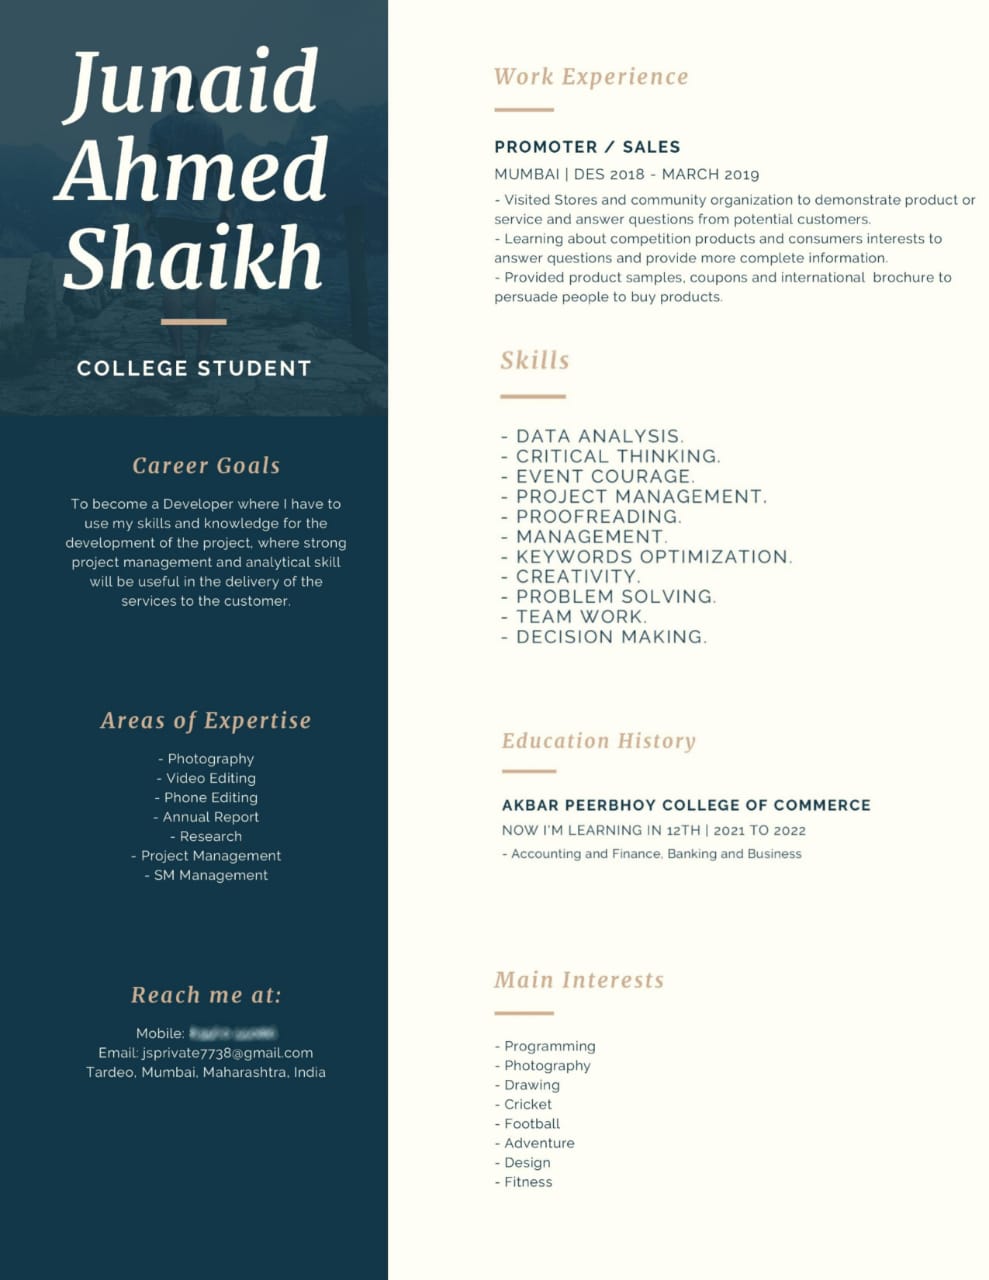 Junaid
Ahmed
Shaikh
COLLEGE STUDENT
Career Goals
To become a Developer where I have to
use my skills and knowledge for the
development of the project, where strong
project management and analytical skill
will be useful in the delivery of the
services to the customer.
Areas of Expertise
- Photography
- Video Editing
- Phone Editing
- Annual Report
- Research
- Project Management
- SM Management
Reach me at:
Mobile:
Email: jsprivate7738@gmail.com
Tardeo, Mumbai, Maharashtra, India
Work Experience
PROMOTER / SALES
MUMBAI | DES 2018 - MARCH 2019
- Visited Stores and community organization to demonstrate product or
service and answer questions from potential customers.
- Learning about competition products and consumers interests to
answer questions and provide more complete information.
- Provided product samples, coupons and international brochure to
persuade people to buy products.
Skills
- DATA ANALYSIS.
- CRITICAL THINKING.
- EVENT COURAGE.
- PROJECT MANAGEMENT.
- PROOFREADING.
- MANAGEMENT.
- KEYWORDS OPTIMIZATION.
- CREATIVITY.
- PROBLEM SOLVING.
- TEAM WORK.
- DECISION MAKING.
Education History
AKBAR PEERBHOY COLLEGE OF COMMERCE
NOW I'M LEARNING IN 12TH | 2021 TO 2022
- Accounting and Finance, Banking and Business
Main Interests
- Programming
- Photography
- Drawing
- Cricket
- Football
- Adventure
- Design
- Fitness